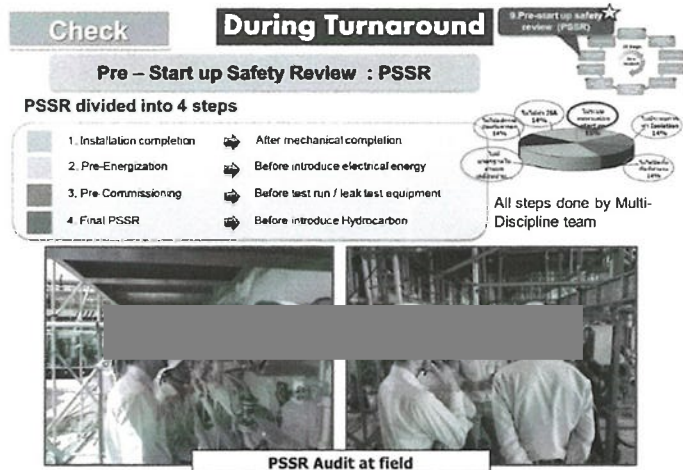 Check
During Turnaround
9.Pre-start up safety
review (PSSR)
Pre – Start up Safety Review : PSSR
PSSR divided into 4 steps
1. Installation completion
After mechanical completion
2. Pre-Energization
Before introduce electrical energy
3. Pre-Commissioning
Before test run / leak test equipment
4. Final PSSR
Before introduce Hydrocarbon
14%
14%
14%
All steps done by Multi-
Discipline team
PSSR Audit at field